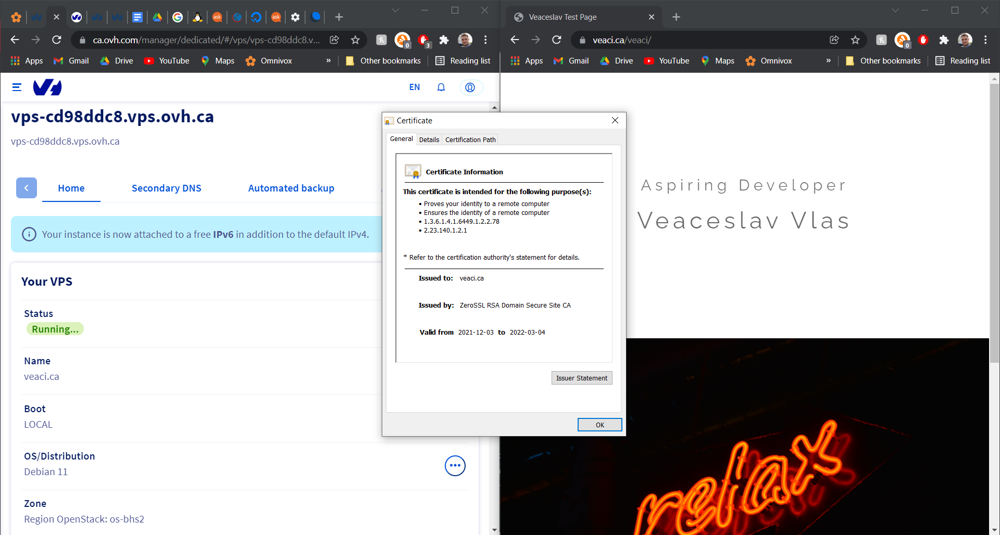 ca.ovh.com/manager/dedicated/#/vps/vps-cd98ddc8.v...
0
3
Apps
Gmail
Drive
YouTube
Maps
Omnivox
»
Other bookmarks
Reading list
EN
vps-cd98ddc8.vps.ovh.ca
vps-cd98ddc8.vps.ovh.ca
Home
Secondary DNS
Automated backup
Your instance is now attached to a free IPv6 in addition to the default IPv4.
Your VPS
Status
Running...
Name
veaci.ca
Boot
LOCAL
OS/Distribution
Debian 11
Zone
Region OpenStack: os-bhs2
Certificate
General
Details
Certification Path
Certificate Information
This certificate is intended for the following purpose(s):
• Proves your identity to a remote computer
• Ensures the identity of a remote computer
• 1.3.6.1.4.1.6449.1.2.2.78
• 2.23.140.1.2.1
* Refer to the certification authority's statement for details.
Issued to: veaci.ca
Issued by: ZeroSSL RSA Domain Secure Site CA
Valid from 2021-12-03 to 2022-03-04
Issuer Statement
OK
Veaceslav Test Page
veaci.ca/veaci/
0
Apps
Gmail
Drive
YouTube
Maps
Omnivox
»
Other bookmarks
Reading list
Aspiring Developer
Veaceslav Vlas
relax